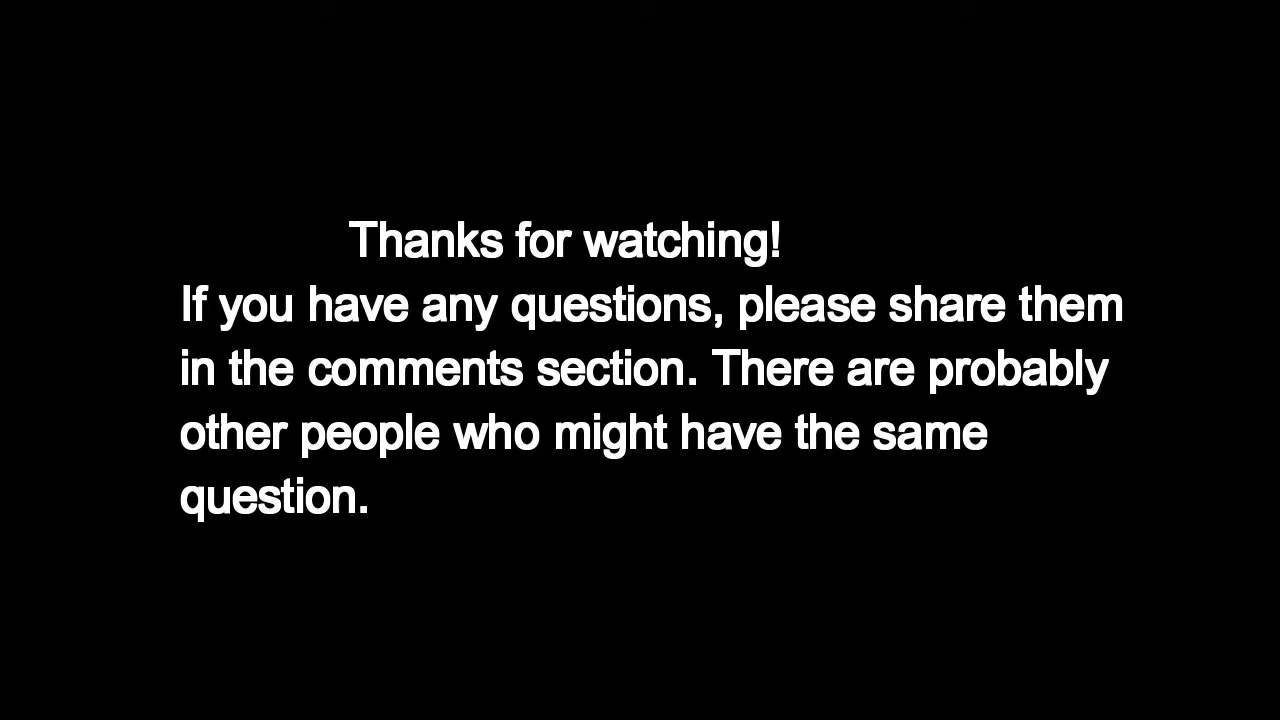 Thanks for watching!
If you have any questions, please share them
in the comments section. There are probably
other people who might have the same
question.